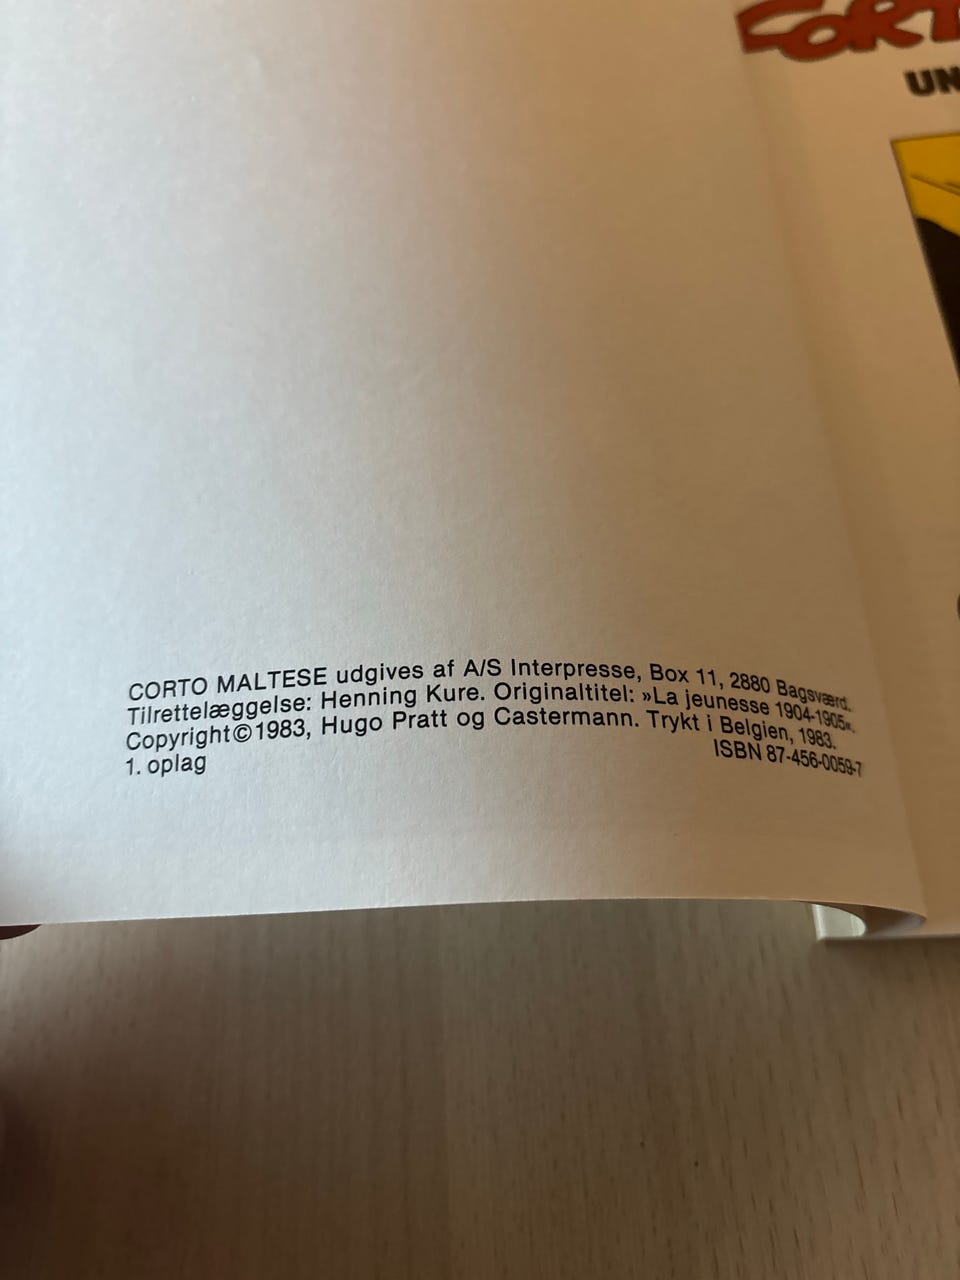 UN
CORTO MALTESE udgives af A/S Interpresse, Box 11, 2880 Bagsværd.
Tilrettelæggelse: Henning Kure. Originaltitel: »La jeunesse 1904-1905«.
Copyright © 1983, Hugo Pratt og Castermann. Trykt i Belgien, 1983.
1. oplag
ISBN 87-456-0059-7